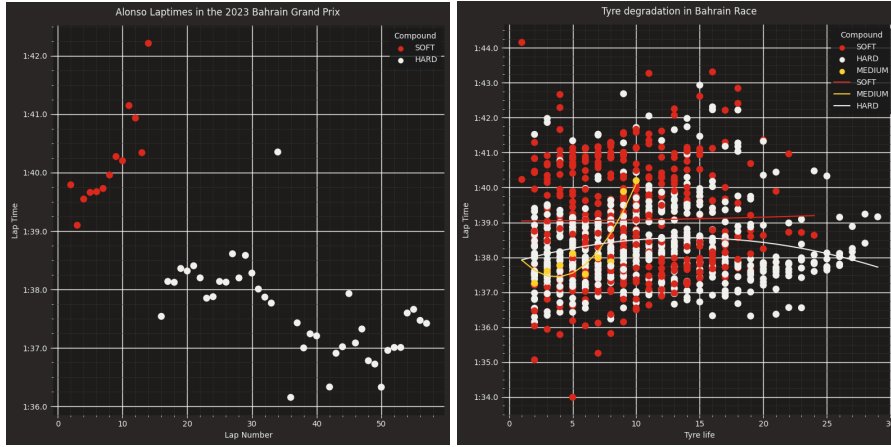 Alonso Laptimes in the 2023 Bahrain Grand Prix
Compound
SOFT
HARD
1:42.0
1:41.0
1:40.0
1:39.0
1:38.0
1:37.0
1:36.0
Lap Time
0 10 20 30 40 50
Lap Number
Tyre degradation in Bahrain Race
Compound
SOFT
HARD
MEDIUM
SOFT
MEDIUM
HARD
1:44.0
1:43.0
1:42.0
1:41.0
1:40.0
1:39.0
1:38.0
1:37.0
1:36.0
1:35.0
1:34.0
Lap Time
0 5 10 15 20 25
Tyre life